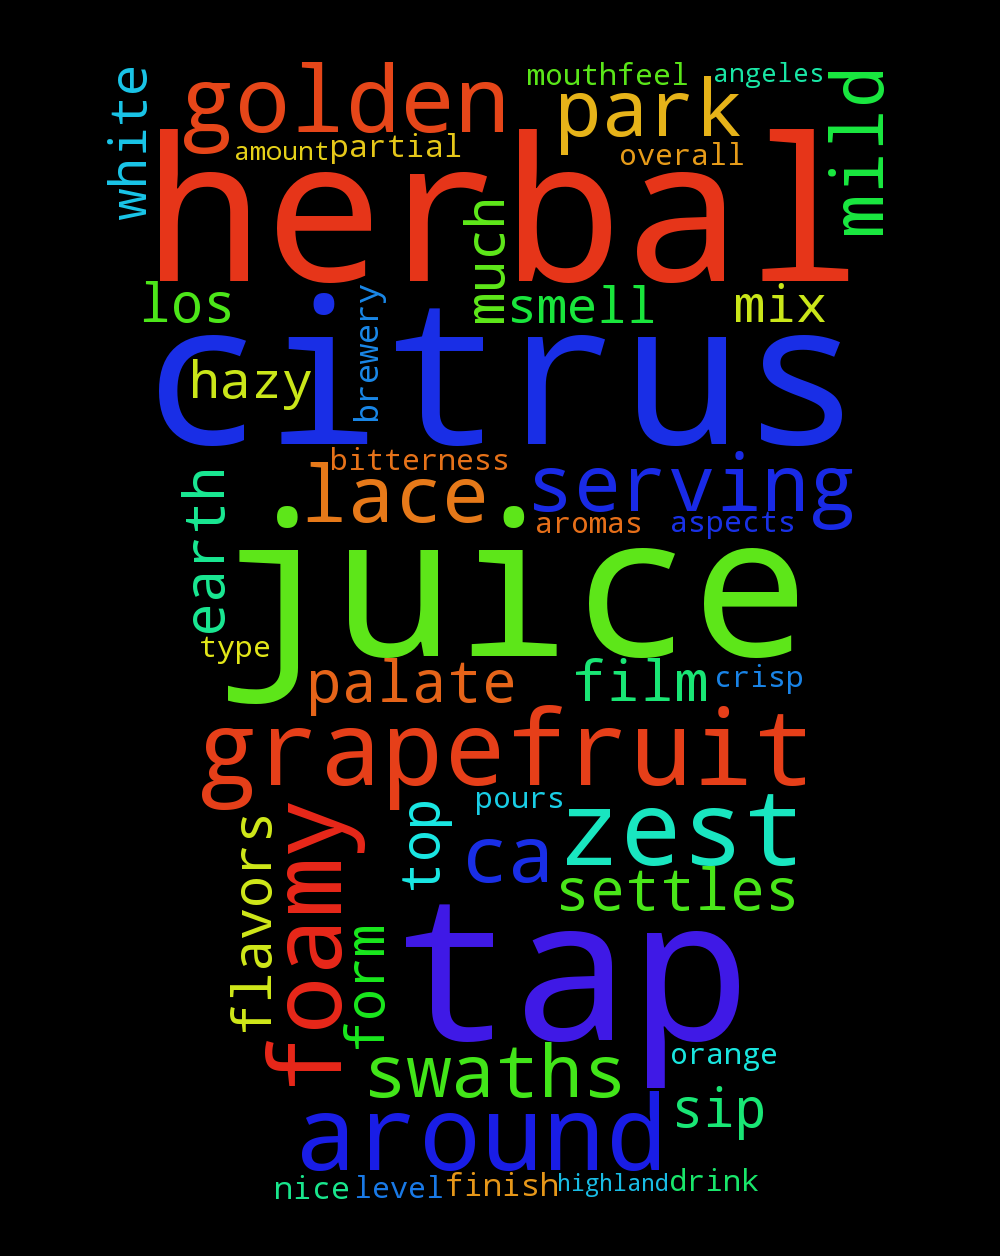 white
golden
mouthfeel
angeles
park
mild
amount
partial
overall
herbal
much
los
brewery
smell
mix
citrus
hazy
bitterness
lace
serving
earth
aromas
aspects
juice
type
palate
film
crisp
grapefruit
pours
zest
flavors
foamy
top
ca
settles
form
tap
swaths
orange
sip
around
nice
level
finish
highland
drink